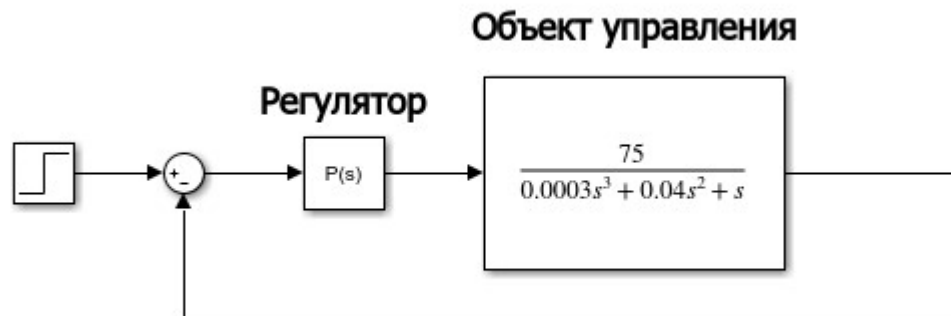 Объект управления
Регулятор
+
−
P(s)
75
0.0003s³ + 0.04s² + s